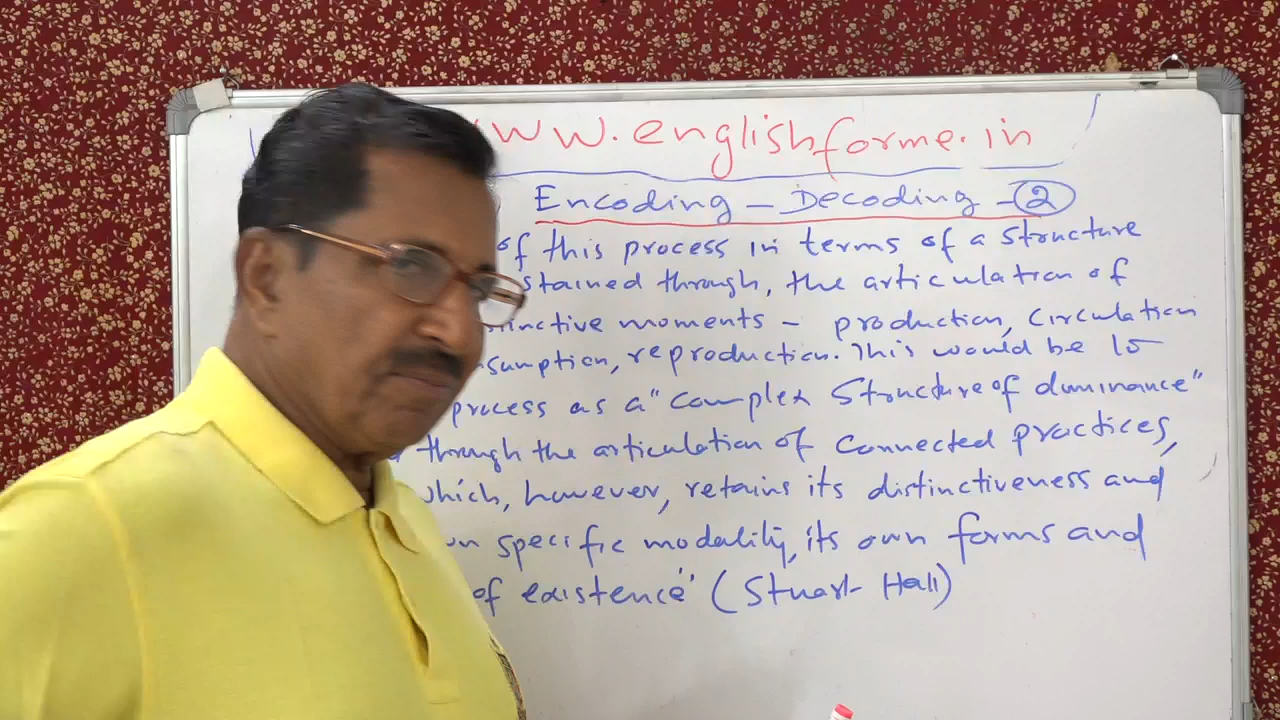 WW.englishforme.in
Encoding - Decoding - 2
of this process in terms of a structure
stained through, the articulation of
inctive moments - production, circulation
sumption, reproduction. This would be to
process as a "complex structure of dominance"
through the articulation of connected practices,
hich, however, retains its distinctiveness and
n specific modality, its own forms and
of existence' (Stuart Hall)